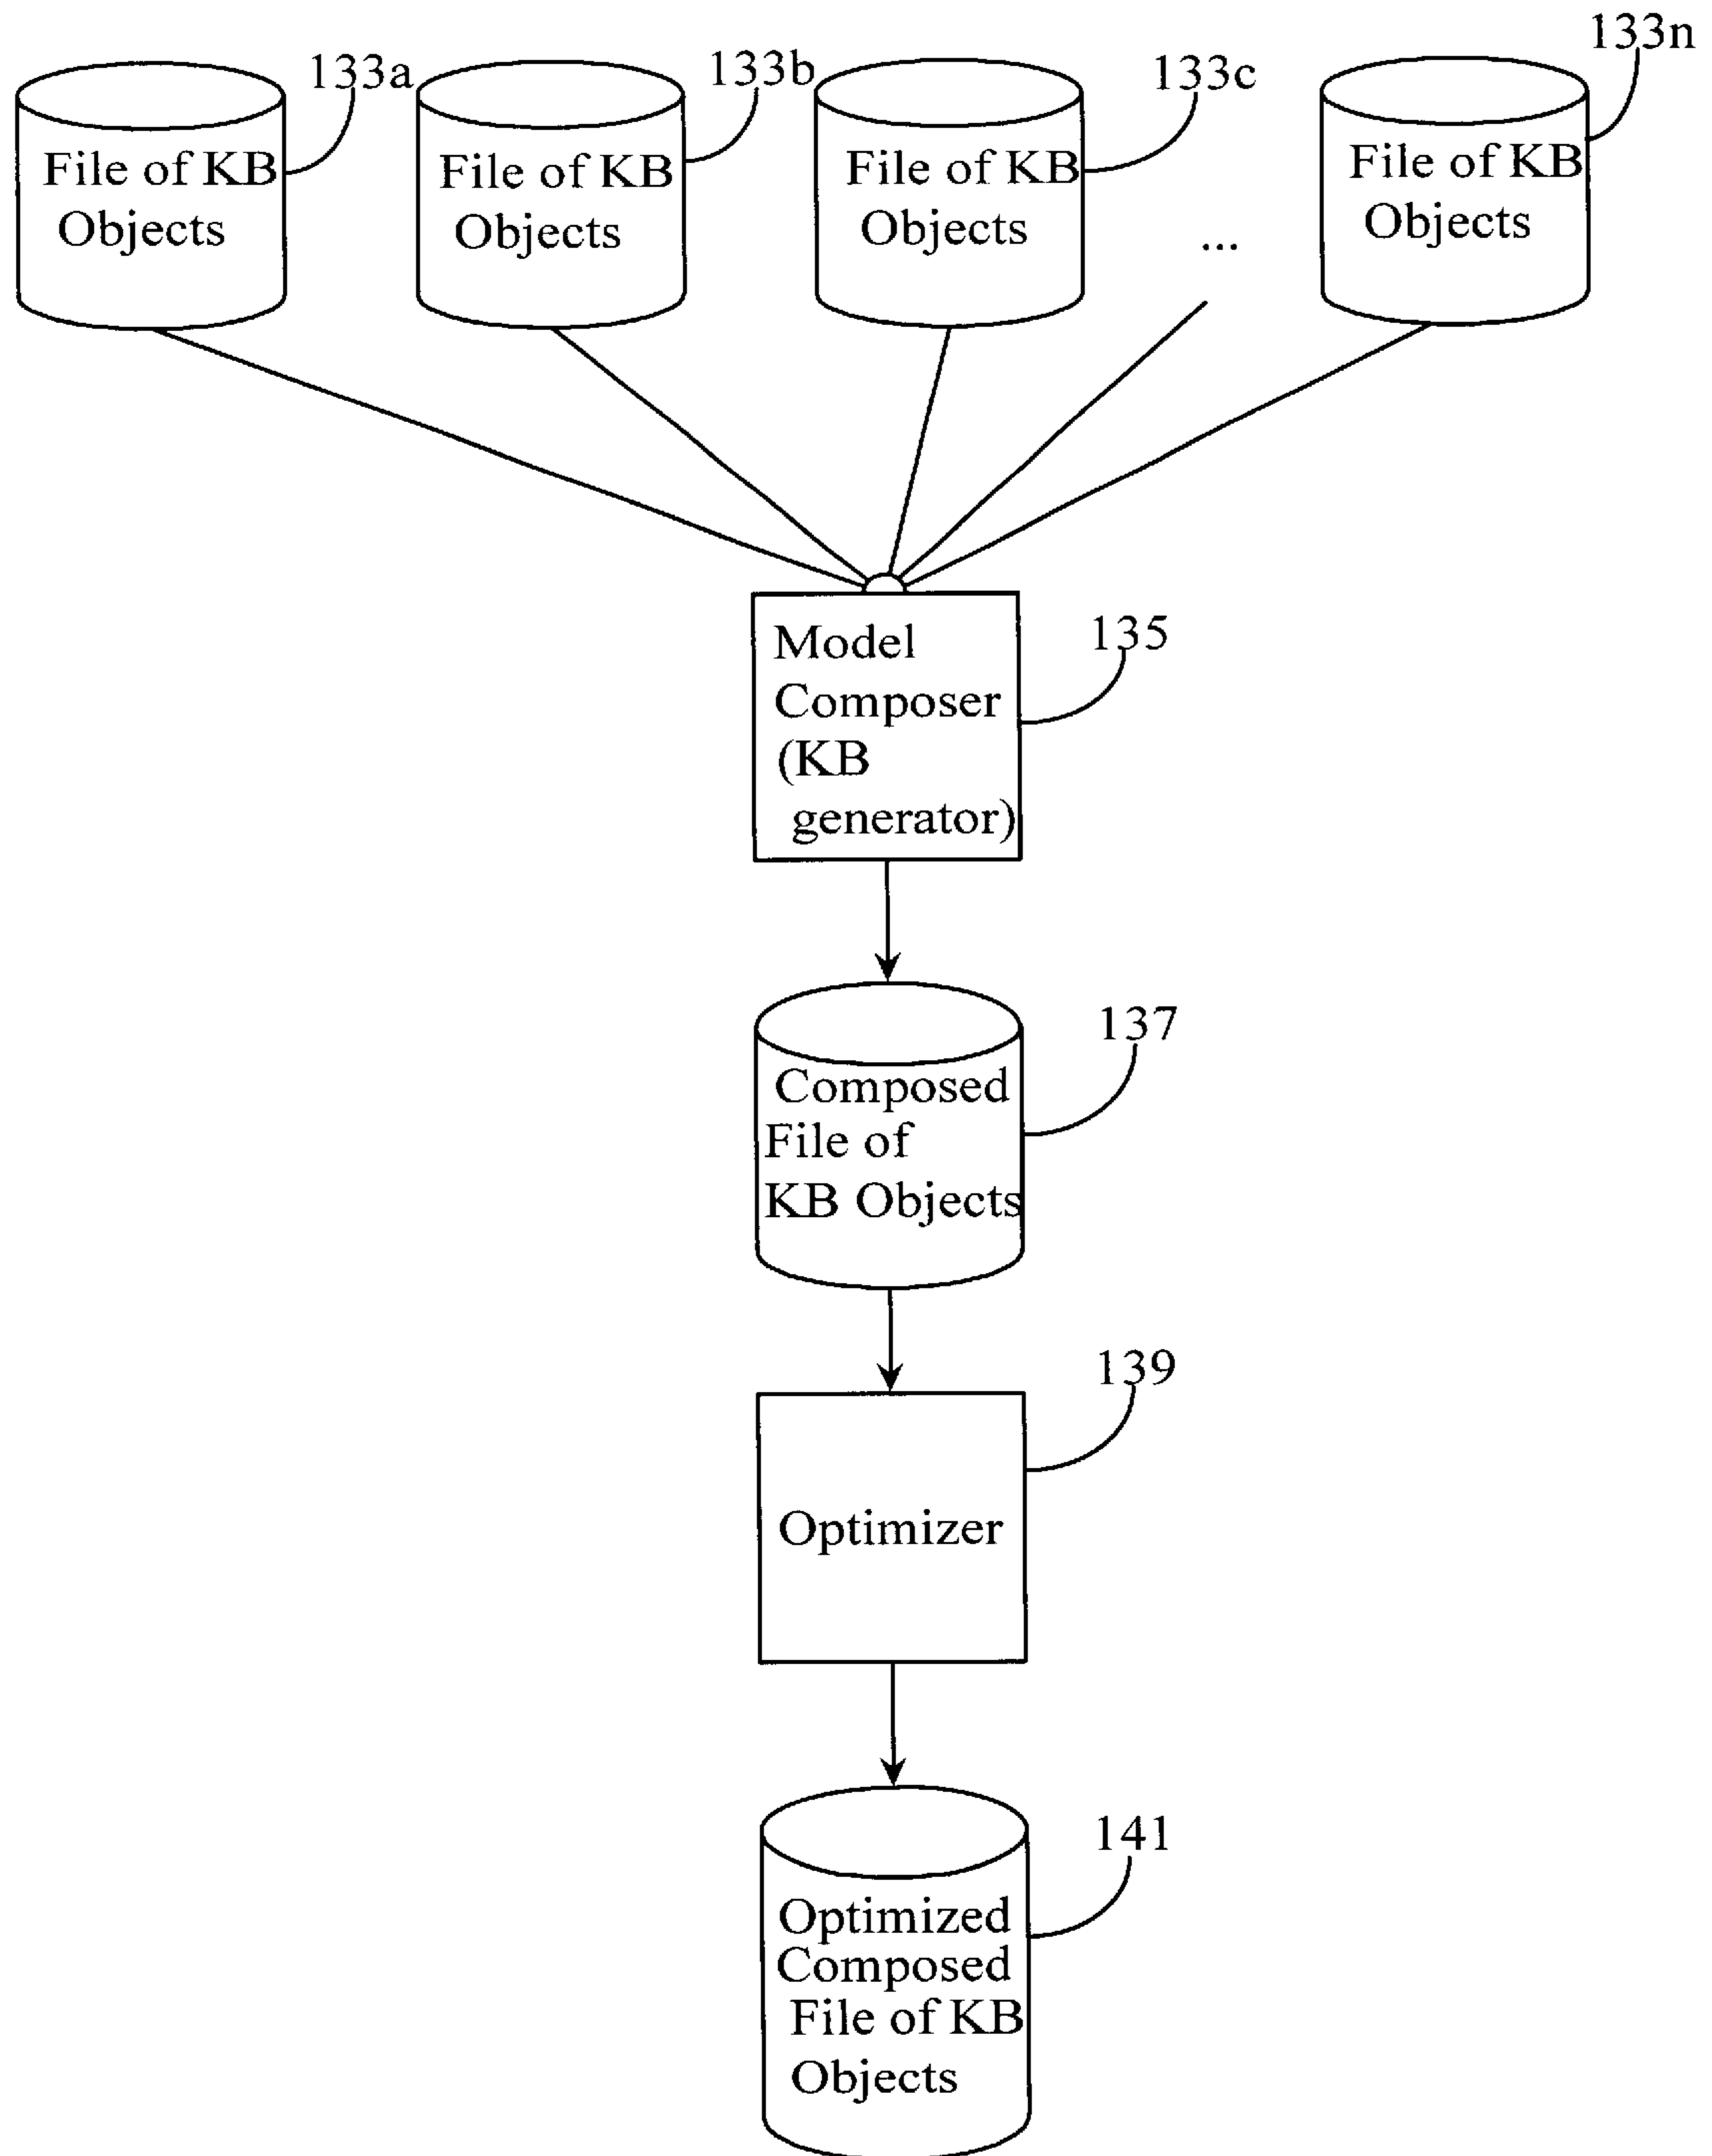 133a
133b
133c
133n
File of KB
Objects
File of KB
Objects
File of KB
Objects
...
File of KB
Objects
Model
Composer
(KB
generator)
135
Composed
File of
KB Objects
137
Optimizer
139
Optimized
Composed
File of KB
Objects
141